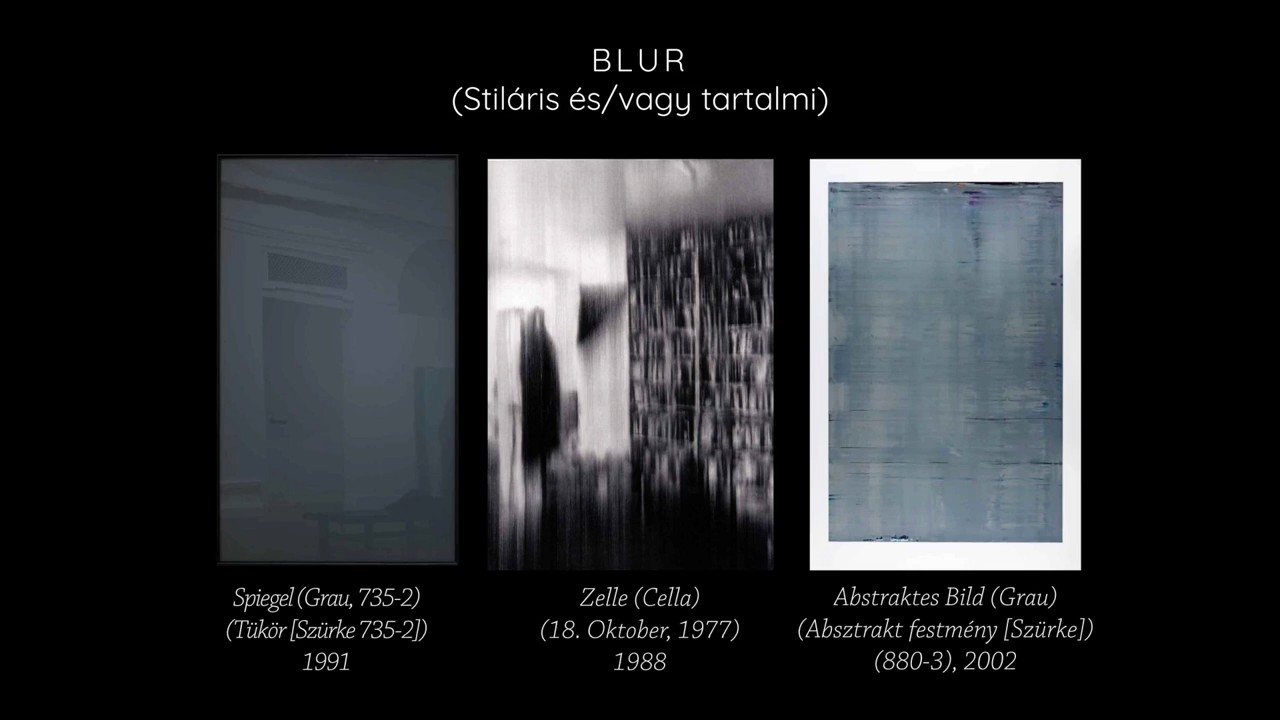 BLUR
(Stiláris és/vagy tartalmi)
Spiegel (Grau, 735-2)
(Tükör [Szürke 735-2])
1991
Zelle (Cella)
(18. Oktober, 1977)
1988
Abstraktes Bild (Grau)
(Absztrakt festmény [Szürke])
(880-3), 2002